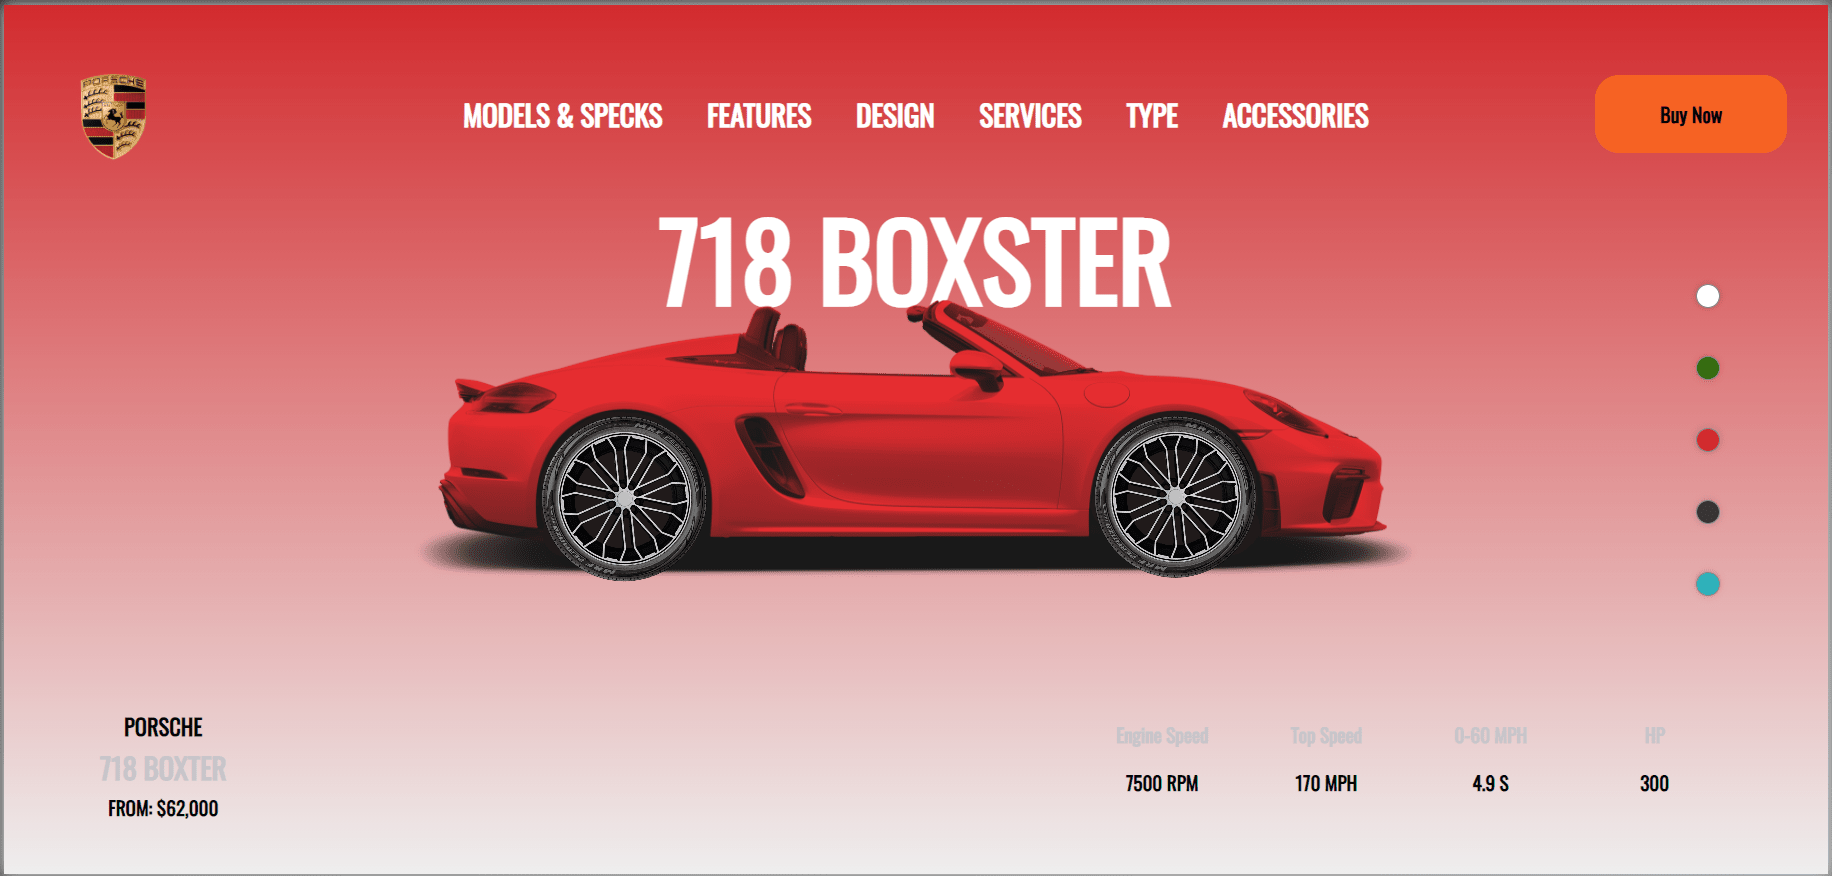 PORSCHE
MODELS & SPECKS FEATURES DESIGN SERVICES TYPE ACCESSORIES
Buy Now
718 BOXSTER
PORSCHE
718 BOXTER
FROM: $62,000
Engine Speed Top Speed 0-60 MPH HP
7500 RPM 170 MPH 4.9 S 300